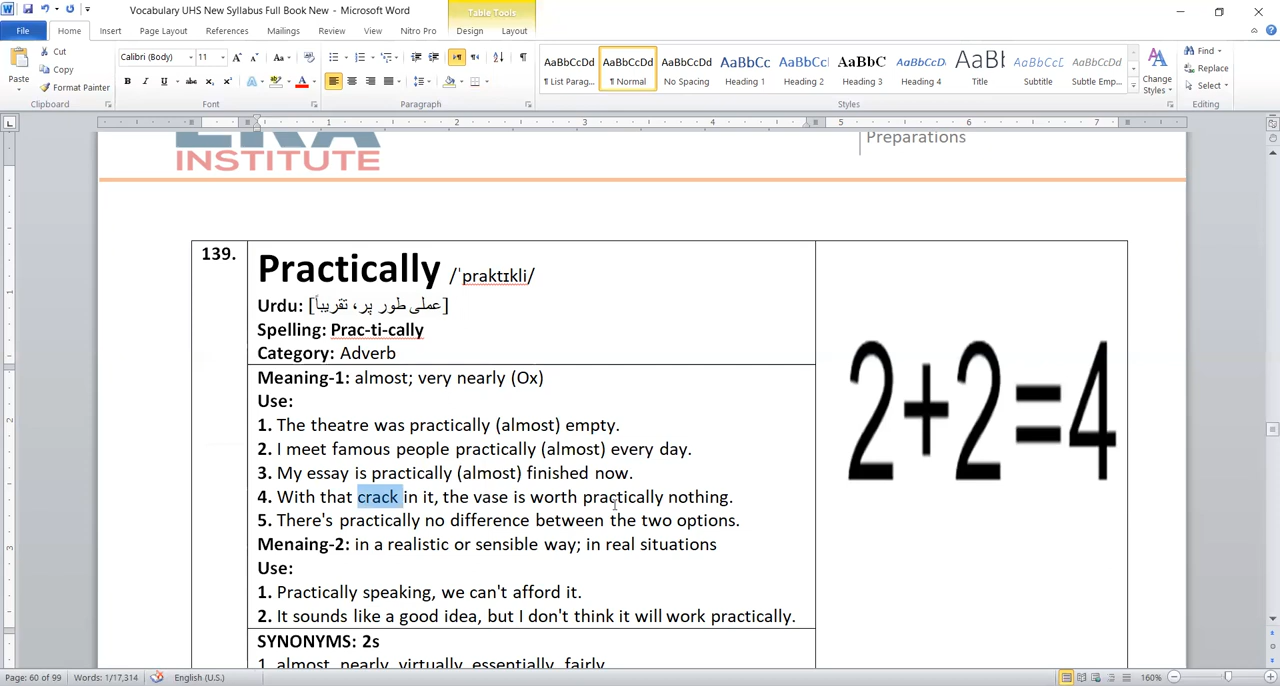 Vocabulary UHS New Syllabus Full Book New - Microsoft Word
Table Tools
File Home Insert Page Layout References Mailings Review View Nitro Pro Design Layout
Paste
Cut
Copy
Format Painter
Clipboard
Calibri (Body) 11
Font
Paragraph
AaBbCcDd AaBbCcDd AaBbCcDd AaBbCc AaBbCc AaBbC AaBbCcD
¶ List Parag... ¶ Normal No Spacing Heading 1 Heading 2 Heading 3 Heading 4 Title Subtitle Subtle Emp...
Styles
Change Styles
Find
Replace
Select
Editing
1 2 3 4 5 6 7
INSTITUTE
Preparations
139.
Practically /ˈpraktɪkli/
Urdu: [عملی طور پر، تقریباً]
Spelling: Prac-ti-cally
Category: Adverb
Meaning-1: almost; very nearly (Ox)
Use:
1. The theatre was practically (almost) empty.
2. I meet famous people practically (almost) every day.
3. My essay is practically (almost) finished now.
4. With that crack in it, the vase is worth practically nothing.
5. There's practically no difference between the two options.
Menaing-2: in a realistic or sensible way; in real situations
Use:
1. Practically speaking, we can't afford it.
2. It sounds like a good idea, but I don't think it will work practically.
SYNONYMS: 2s
1. almost, nearly, virtually, essentially, fairly
2+2=4
Page: 60 of 99 Words: 1/17,314 English (U.S.) 160%